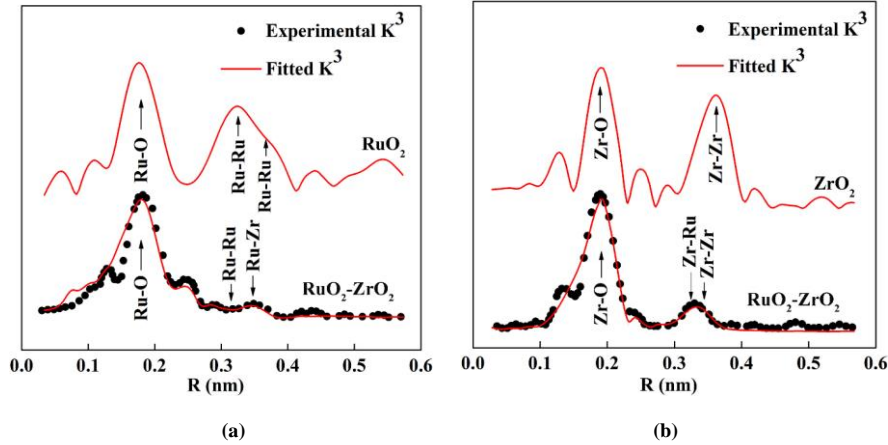 (a)
Experimental K³
Fitted K³
Ru-O
Ru-Ru
Ru-Ru
RuO₂
Ru-O
Ru-Ru
Ru-Zr
RuO₂-ZrO₂
0.0 0.1 0.2 0.3 0.4 0.5 0.6
R (nm)
(a)
(b)
Experimental K³
Fitted K³
Zr-O
Zr-Zr
ZrO₂
Zr-O
Zr-Ru
Zr-Zr
RuO₂-ZrO₂
0.0 0.1 0.2 0.3 0.4 0.5 0.6
R (nm)
(b)